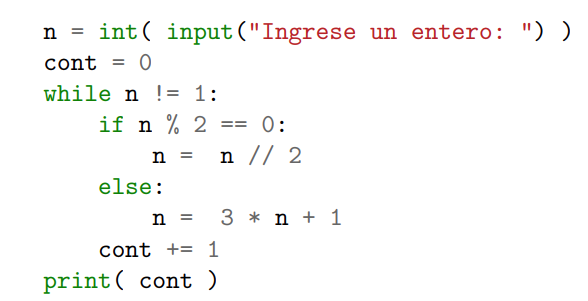 n = int( input("Ingrese un entero: ") )
cont = 0
while n != 1:
    if n % 2 == 0:
        n =  n // 2
    else:
        n =  3 * n + 1
    cont += 1
print( cont )